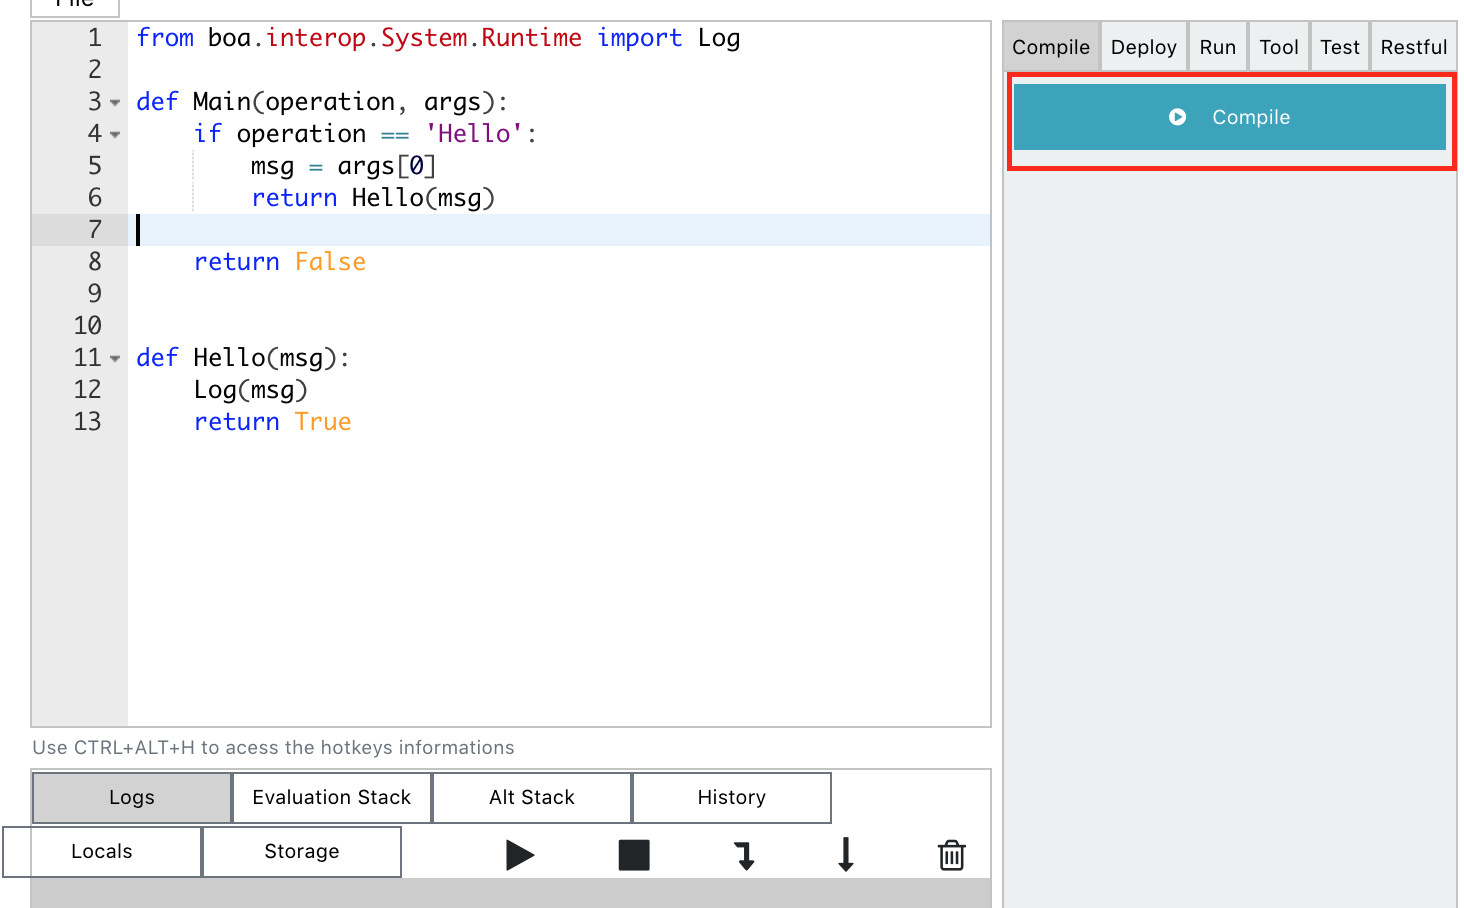 File
1 from boa.interop.System.Runtime import Log
2
3 def Main(operation, args):
4     if operation == 'Hello':
5         msg = args[0]
6         return Hello(msg)
7
8     return False
9
10
11 def Hello(msg):
12     Log(msg)
13     return True
Compile Deploy Run Tool Test Restful
Compile
Use CTRL+ALT+H to acess the hotkeys informations
Logs Evaluation Stack Alt Stack History
Locals Storage